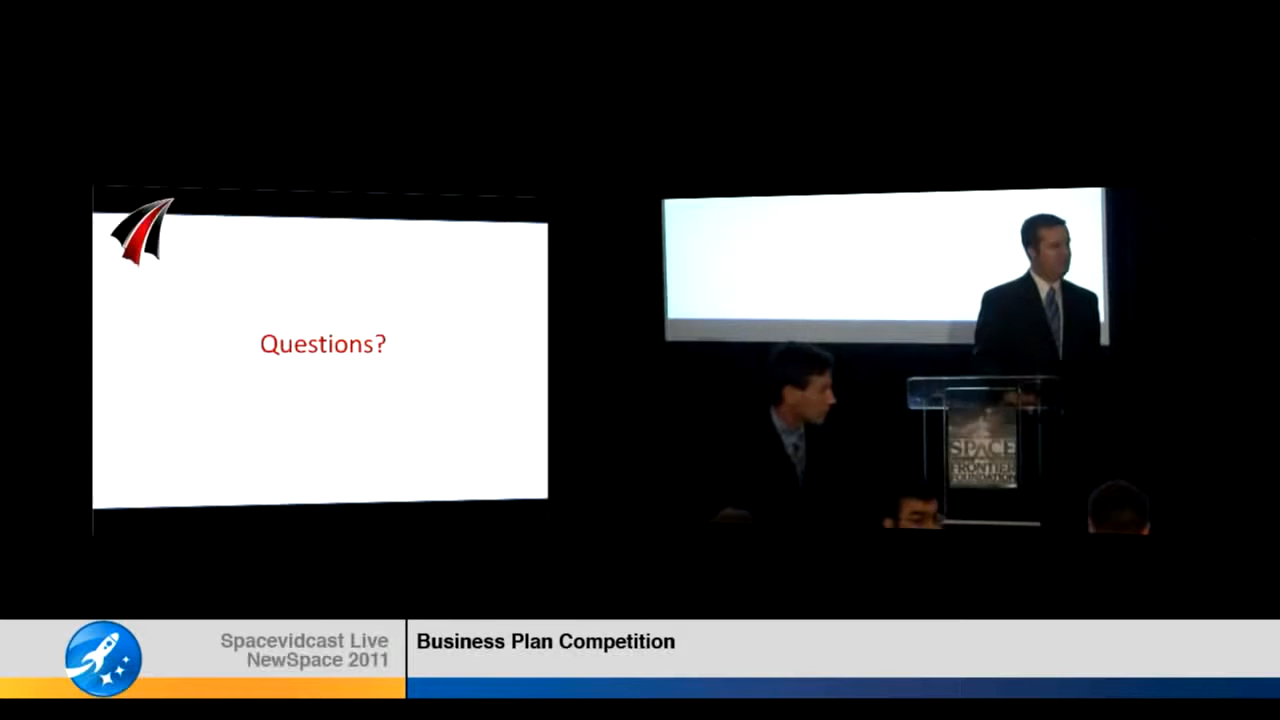 Questions?
SPACE
FRONTIER
FOUNDATION
Spacevidcast Live
NewSpace 2011
Business Plan Competition